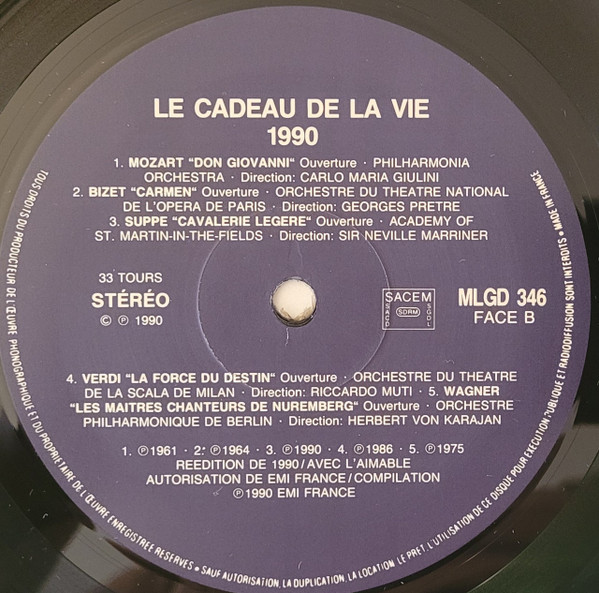 LE CADEAU DE LA VIE
1990
1. MOZART "DON GIOVANNI" Ouverture · PHILHARMONIA
ORCHESTRA · Direction: CARLO MARIA GIULINI
2. BIZET "CARMEN" Ouverture · ORCHESTRE DU THEATRE NATIONAL
DE L'OPERA DE PARIS · Direction: GEORGES PRETRE
3. SUPPE "CAVALERIE LEGERE" Ouverture · ACADEMY OF
ST. MARTIN-IN-THE-FIELDS · Direction: SIR NEVILLE MARRINER
33 TOURS
STÉRÉO
© ℗ 1990
SACEM
SDRM
SACD
SGDL
MLGD 346
FACE B
4. VERDI "LA FORCE DU DESTIN" Ouverture · ORCHESTRE DU THEATRE
DE LA SCALA DE MILAN · Direction: RICCARDO MUTI · 5. WAGNER
"LES MAITRES CHANTEURS DE NUREMBERG" Ouverture · ORCHESTRE
PHILHARMONIQUE DE BERLIN · Direction: HERBERT VON KARAJAN
1. ℗1961 · 2. ℗1964 · 3. ℗1990 · 4. ℗1986 · 5. ℗1975
REEDITION DE 1990/AVEC L'AIMABLE
AUTORISATION DE EMI FRANCE/COMPILATION
℗1990 EMI FRANCE
TOUS DROITS DU PRODUCTEUR DE L'ŒUVRE PHONOGRAPHIQUE ET DU PROPRIETAIRE DE L'ŒUVRE ENREGISTREE RESERVES • SAUF AUTORISATION, LA DUPLICATION, LA LOCATION, LE PRET, L'UTILISATION DE CE DISQUE POUR EXECUTION PUBLIQUE ET RADIODIFFUSION SONT INTERDITS • MADE IN FRANCE